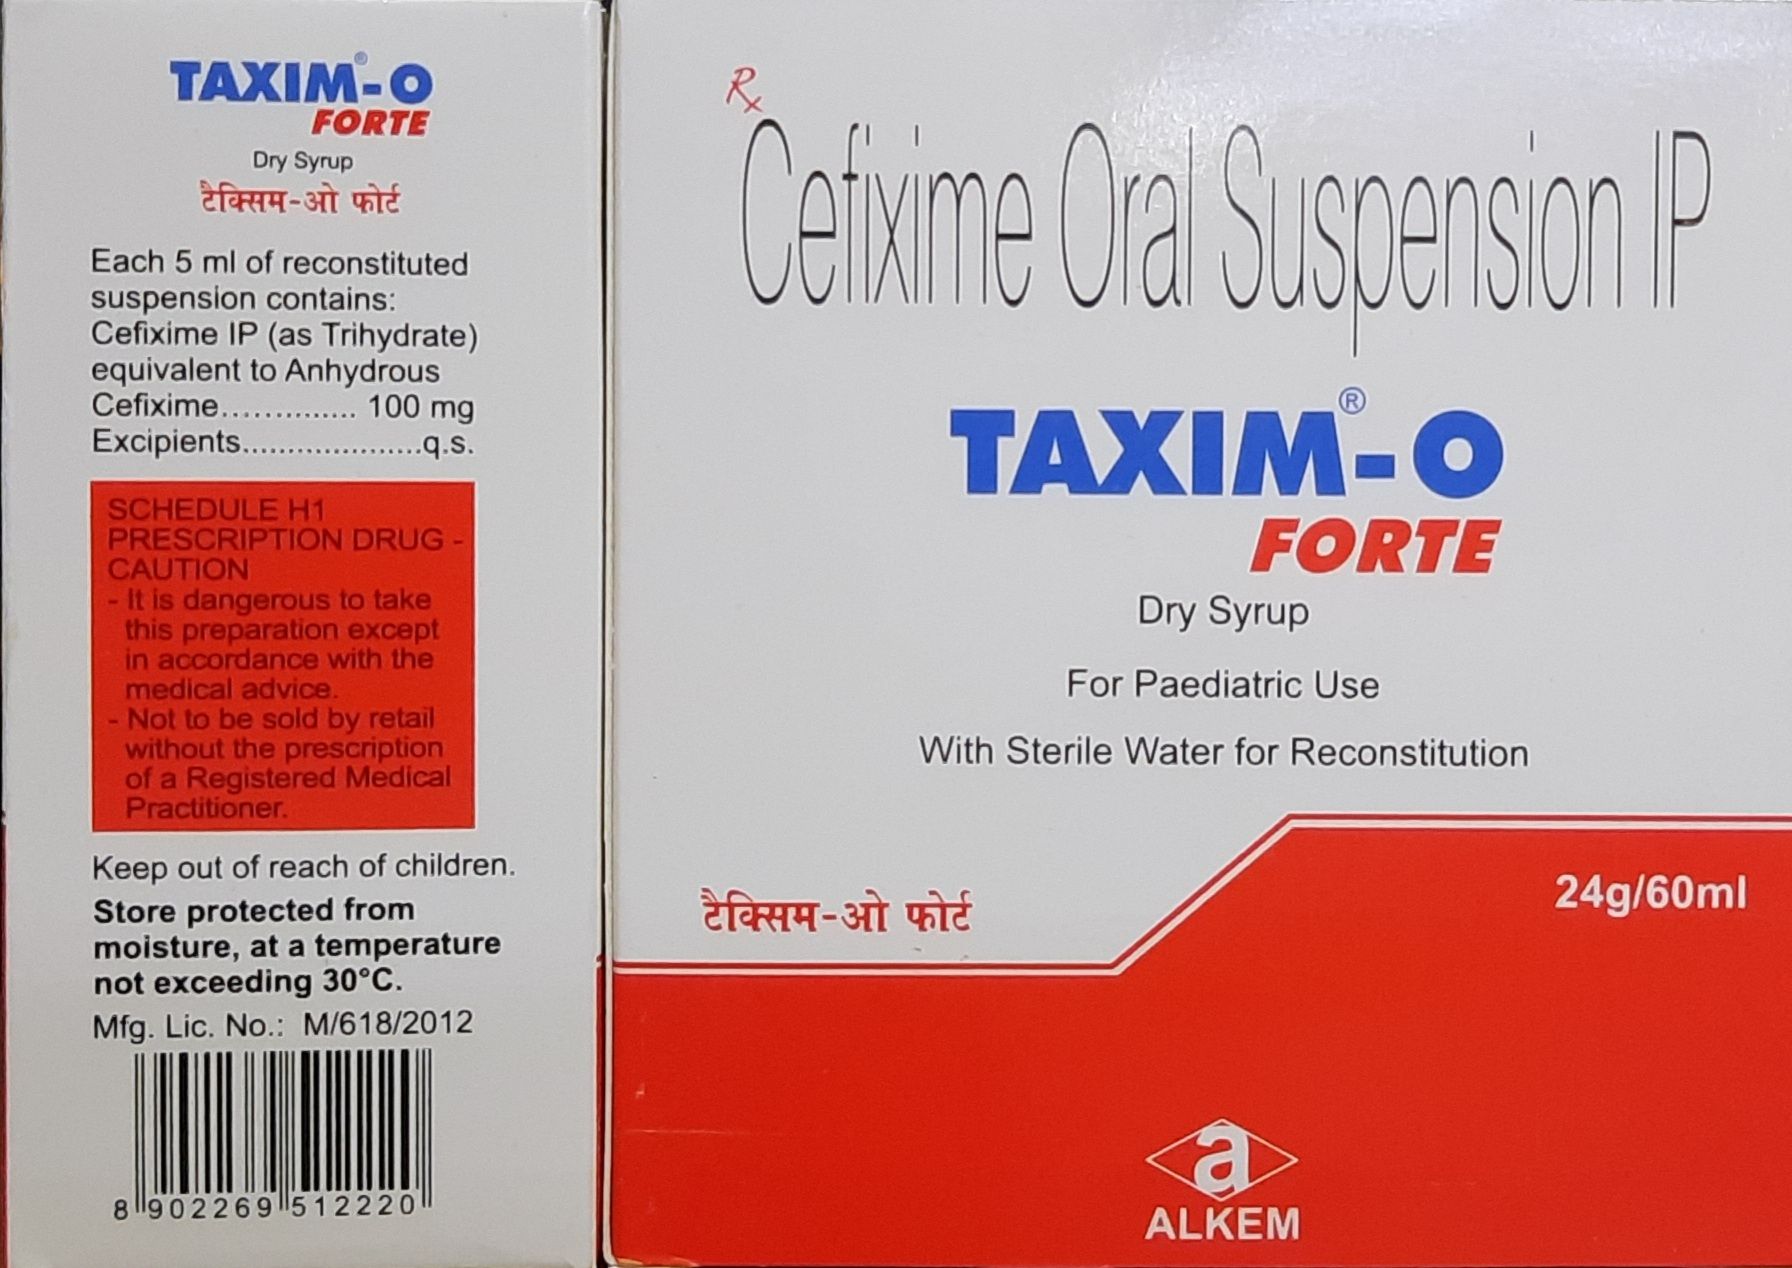 TAXIM®-O
FORTE
Dry Syrup
टैक्सिम-ओ फोर्ट
Each 5 ml of reconstituted
suspension contains:
Cefixime IP (as Trihydrate)
equivalent to Anhydrous
Cefixime.............. 100 mg
Excipients....................q.s.
SCHEDULE H1
PRESCRIPTION DRUG -
CAUTION
- It is dangerous to take
this preparation except
in accordance with the
medical advice.
- Not to be sold by retail
without the prescription
of a Registered Medical
Practitioner.
Keep out of reach of children.
Store protected from
moisture, at a temperature
not exceeding 30°C.
Mfg. Lic. No.: M/618/2012
8 902269 512220
Rx
Cefixime Oral Suspension IP
TAXIM®-O
FORTE
Dry Syrup
For Paediatric Use
With Sterile Water for Reconstitution
24g/60ml
टैक्सिम-ओ फोर्ट
a
ALKEM